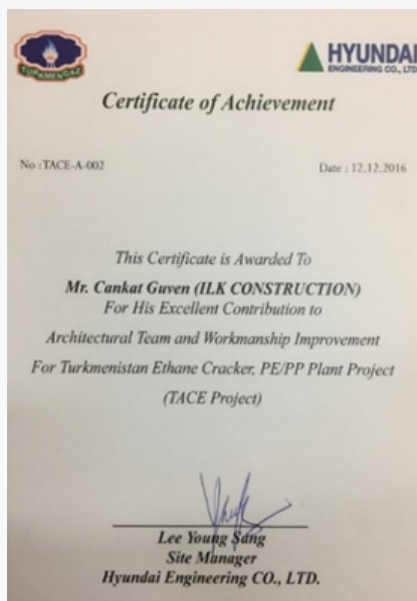 TURKMENGAZ
HYUNDAI
ENGINEERING CO., LTD
Certificate of Achievement
No : TACE-A-002
Date : 12.12.2016
This Certificate is Awarded To
Mr. Cankat Guven (ILK CONSTRUCTION)
For His Excellent Contribution to
Architectural Team and Workmanship Improvement
For Turkmenistan Ethane Cracker, PE/PP Plant Project
(TACE Project)
Lee Young Sang
Site Manager
Hyundai Engineering CO., LTD.